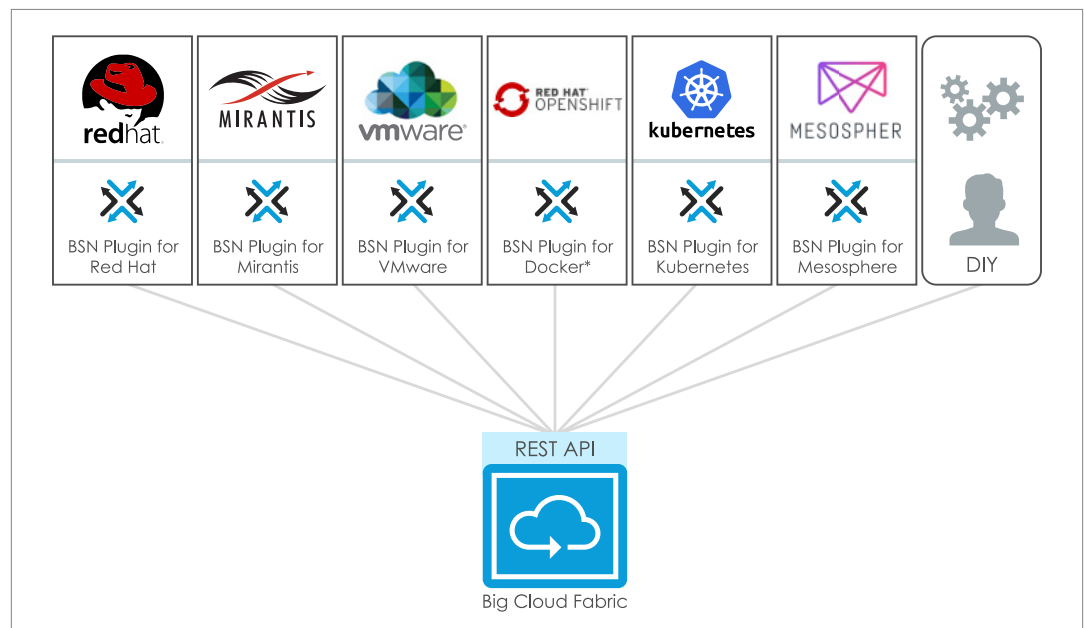 redhat.
MIRANTIS
vmware®
RED HAT®
OPENSHIFT
kubernetes
MESOSPHER
BSN Plugin for
Red Hat
BSN Plugin for
Mirantis
BSN Plugin for
VMware
BSN Plugin for
Docker*
BSN Plugin for
Kubernetes
BSN Plugin for
Mesosphere
DIY
REST API
Big Cloud Fabric